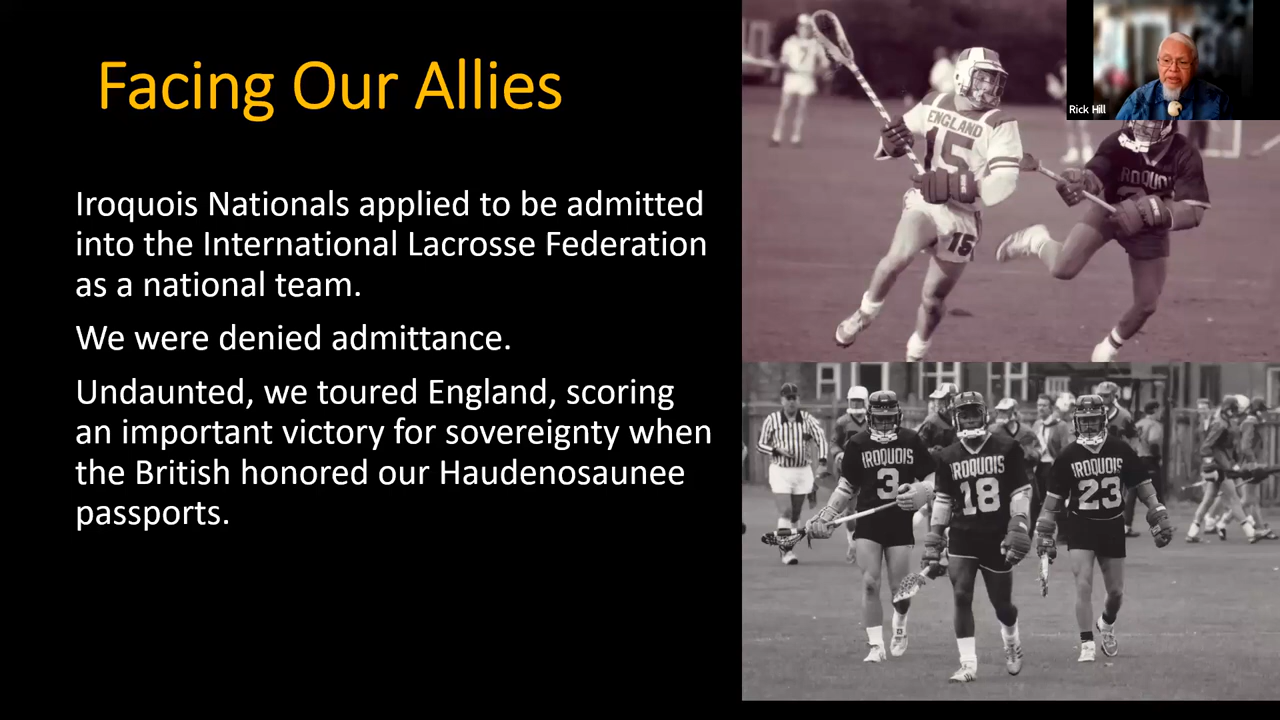 Facing Our Allies
Iroquois Nationals applied to be admitted
into the International Lacrosse Federation
as a national team.
We were denied admittance.
Undaunted, we toured England, scoring
an important victory for sovereignty when
the British honored our Haudenosaunee
passports.
Rick Hill
7
ENGLAND
15
15
IROQUOIS
3
IROQUOIS
18
IROQUOIS
23